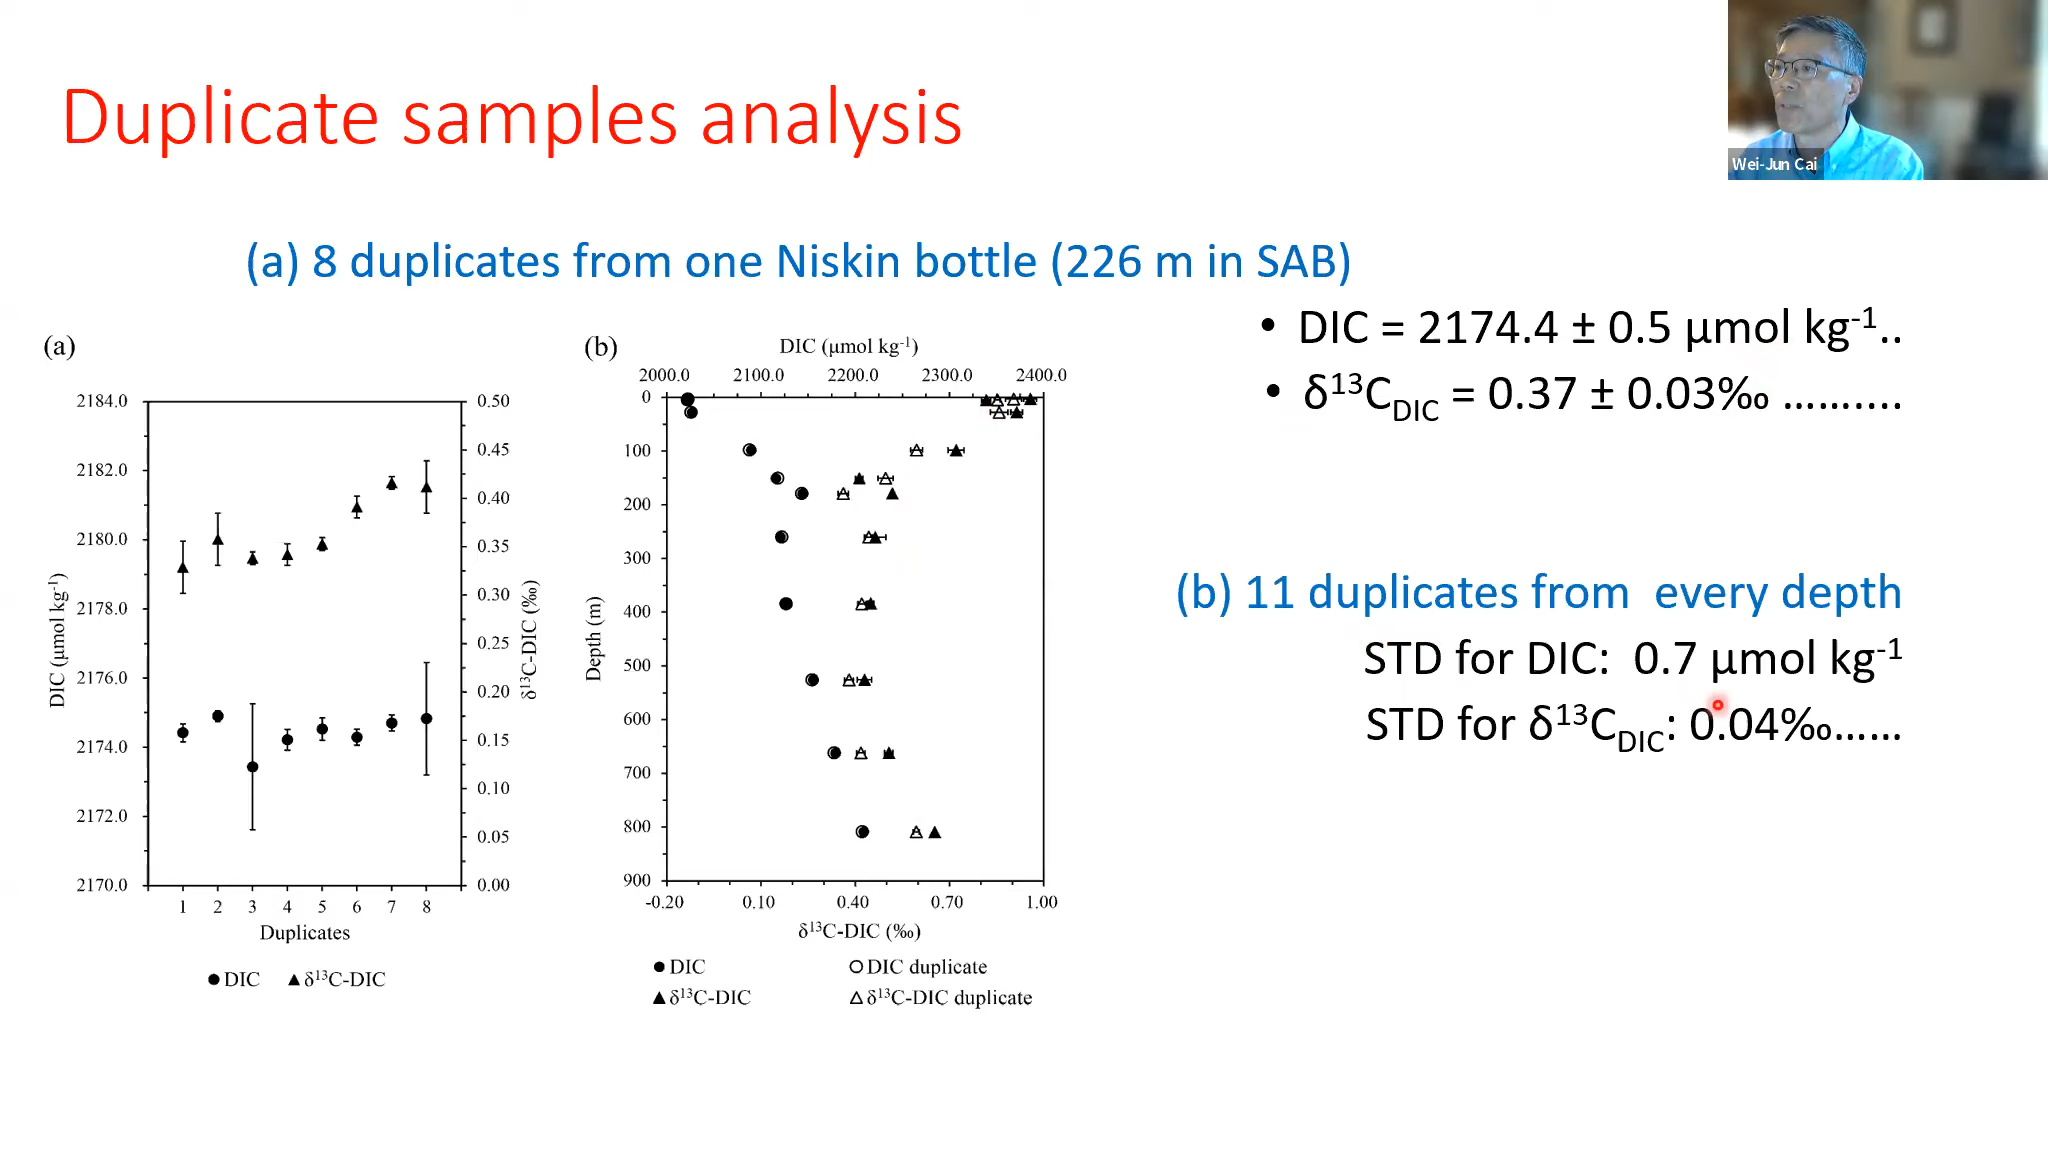 Duplicate samples analysis
Wei-Jun Cai
(a) 8 duplicates from one Niskin bottle (226 m in SAB)
• DIC = 2174.4 ± 0.5 µmol kg⁻¹..
• δ¹³C_DIC = 0.37 ± 0.03‰ ..........
(a)
2184.0
2182.0
2180.0
2178.0
2176.0
2174.0
2172.0
2170.0
DIC (µmol kg⁻¹)
0.50
0.45
0.40
0.35
0.30
0.25
0.20
0.15
0.10
0.05
0.00
δ¹³C-DIC (‰)
1 2 3 4 5 6 7 8
Duplicates
● DIC ▲ δ¹³C-DIC
(b)
DIC (µmol kg⁻¹)
2000.0 2100.0 2200.0 2300.0 2400.0
0
100
200
300
400
500
600
700
800
900
Depth (m)
-0.20 0.10 0.40 0.70 1.00
δ¹³C-DIC (‰)
● DIC ○ DIC duplicate
▲ δ¹³C-DIC △ δ¹³C-DIC duplicate
(b) 11 duplicates from every depth
STD for DIC: 0.7 µmol kg⁻¹
STD for δ¹³C_DIC: 0.04‰......